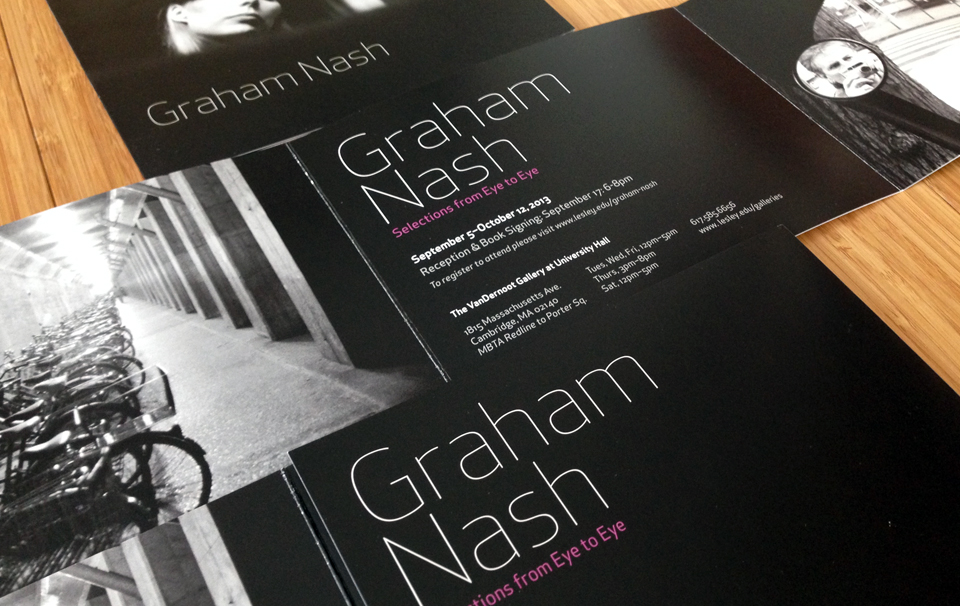 Graham Nash
Graham
Nash
Selections from Eye to Eye
September 5-October 12, 2013
Reception & Book Signing: September 17: 6-8pm
To register to attend please visit www.lesley.edu/graham-nash
The VanDernoot Gallery at University Hall
1815 Massachusetts Ave.
Cambridge, MA 02140
MBTA Redline to Porter Sq.
Tues, Wed, Fri, 12pm–5pm
Thurs, 3pm–8pm
Sat, 12pm–5pm
617.585.6656
www.lesley.edu/galleries
Graham
Nash
ctions from Eye to Eye